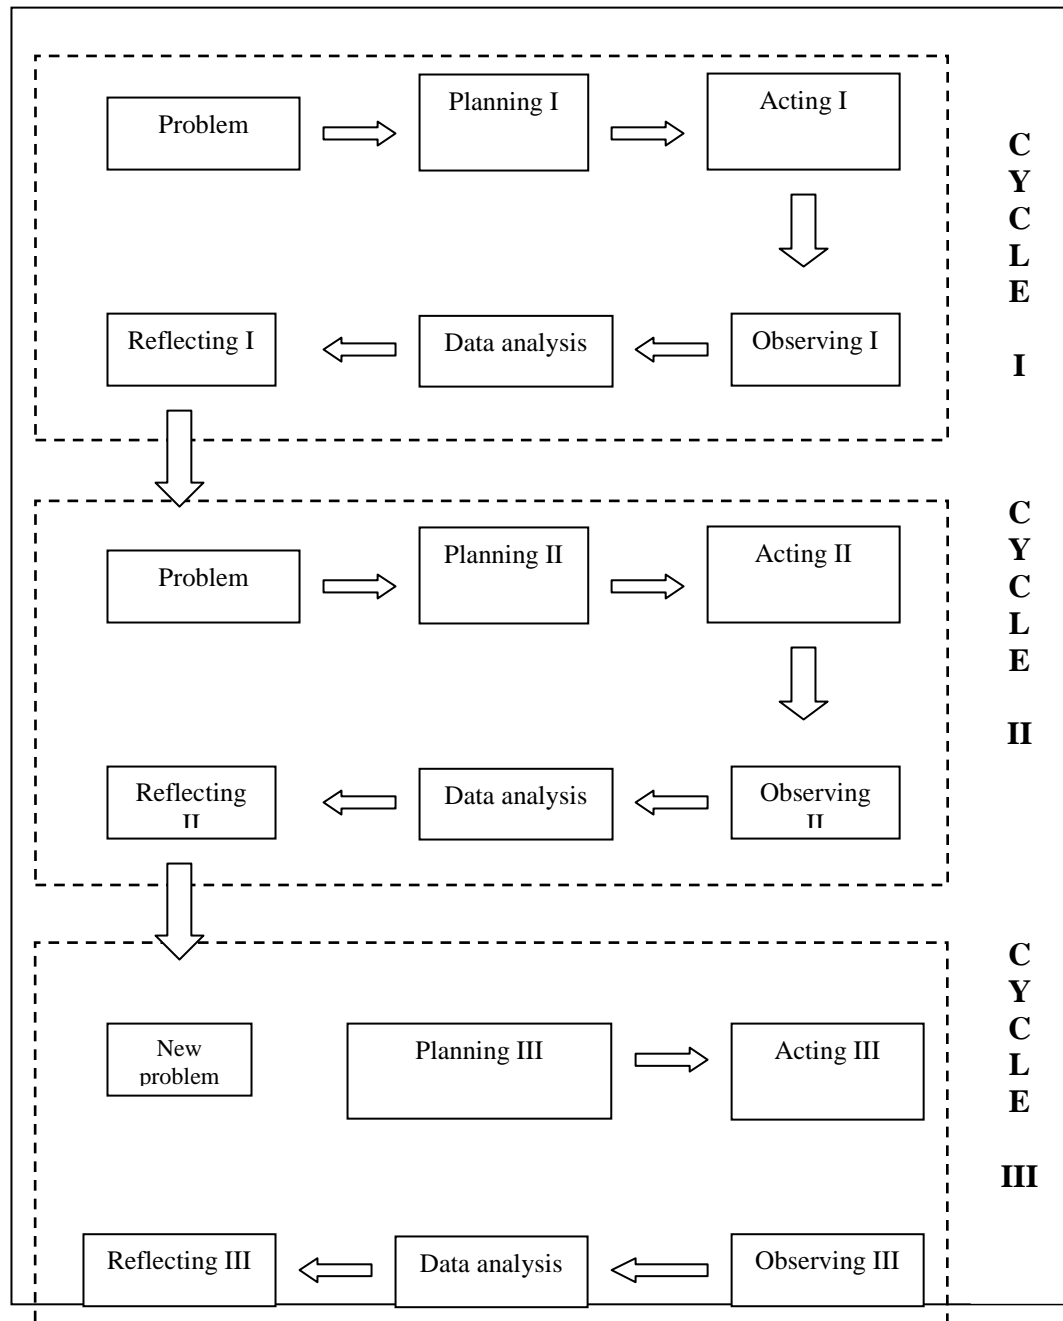 Problem
Planning I
Acting I
Reflecting I
Data analysis
Observing I
C
Y
C
L
E
I
Problem
Planning II
Acting II
Reflecting
II
Data analysis
Observing
II
C
Y
C
L
E
II
New
problem
Planning III
Acting III
Reflecting III
Data analysis
Observing III
C
Y
C
L
E
III